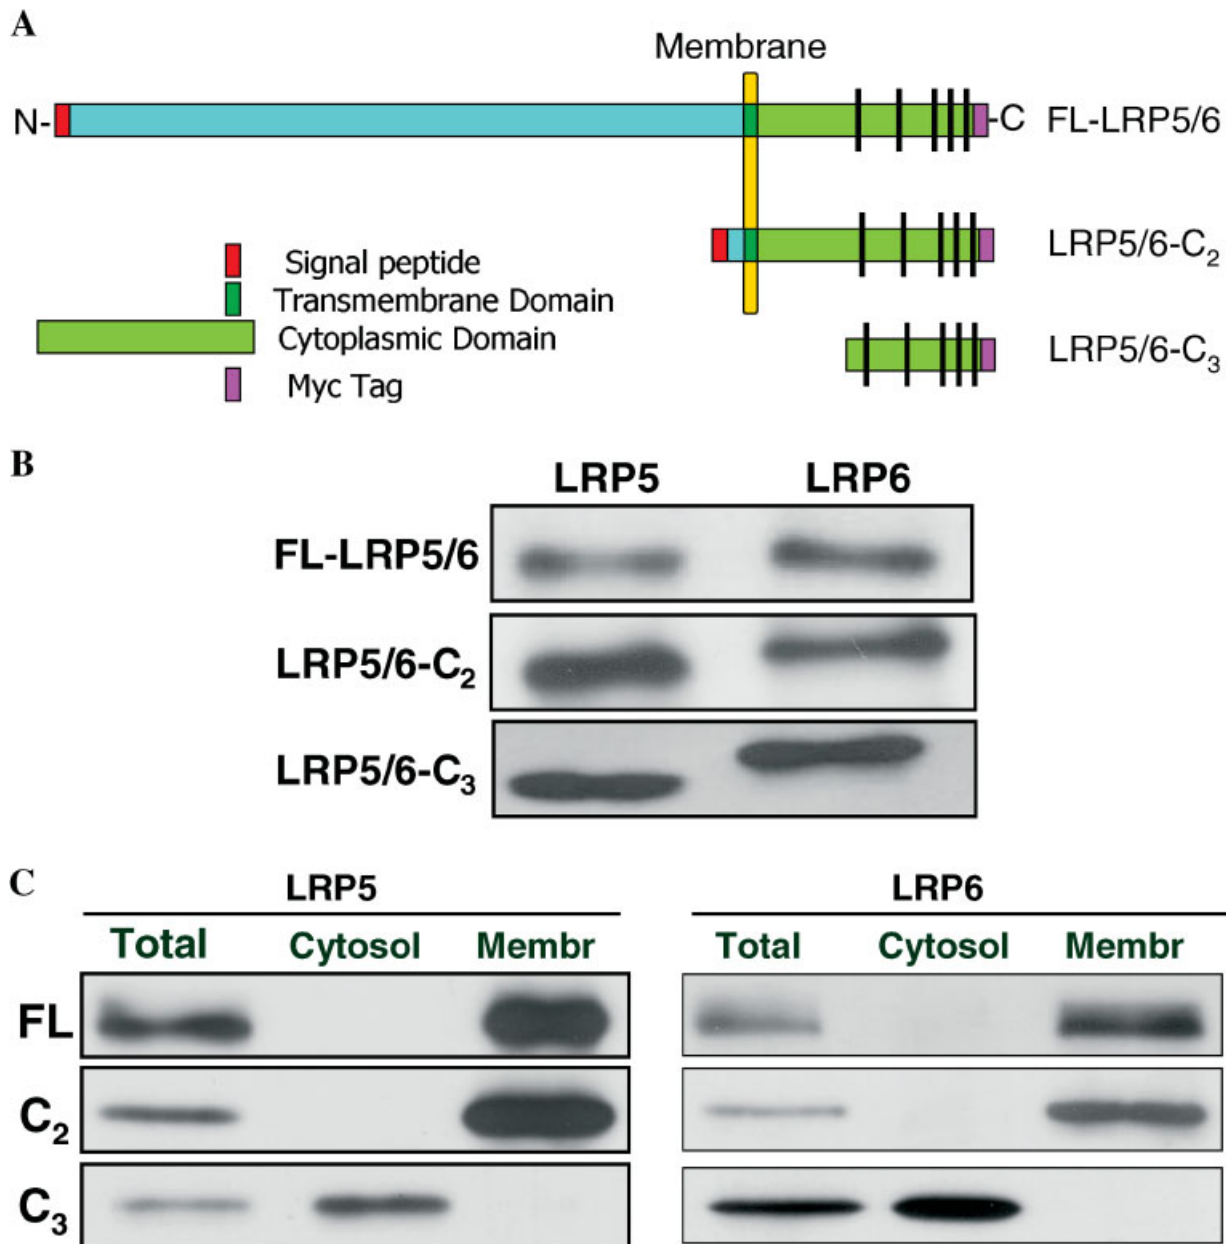 A
Membrane
N-
-C
FL-LRP5/6
LRP5/6-C2
LRP5/6-C3
Signal peptide
Transmembrane Domain
Cytoplasmic Domain
Myc Tag
B
LRP5 LRP6
FL-LRP5/6
LRP5/6-C2
LRP5/6-C3
C
LRP5 LRP6
Total Cytosol Membr Total Cytosol Membr
FL
C2
C3